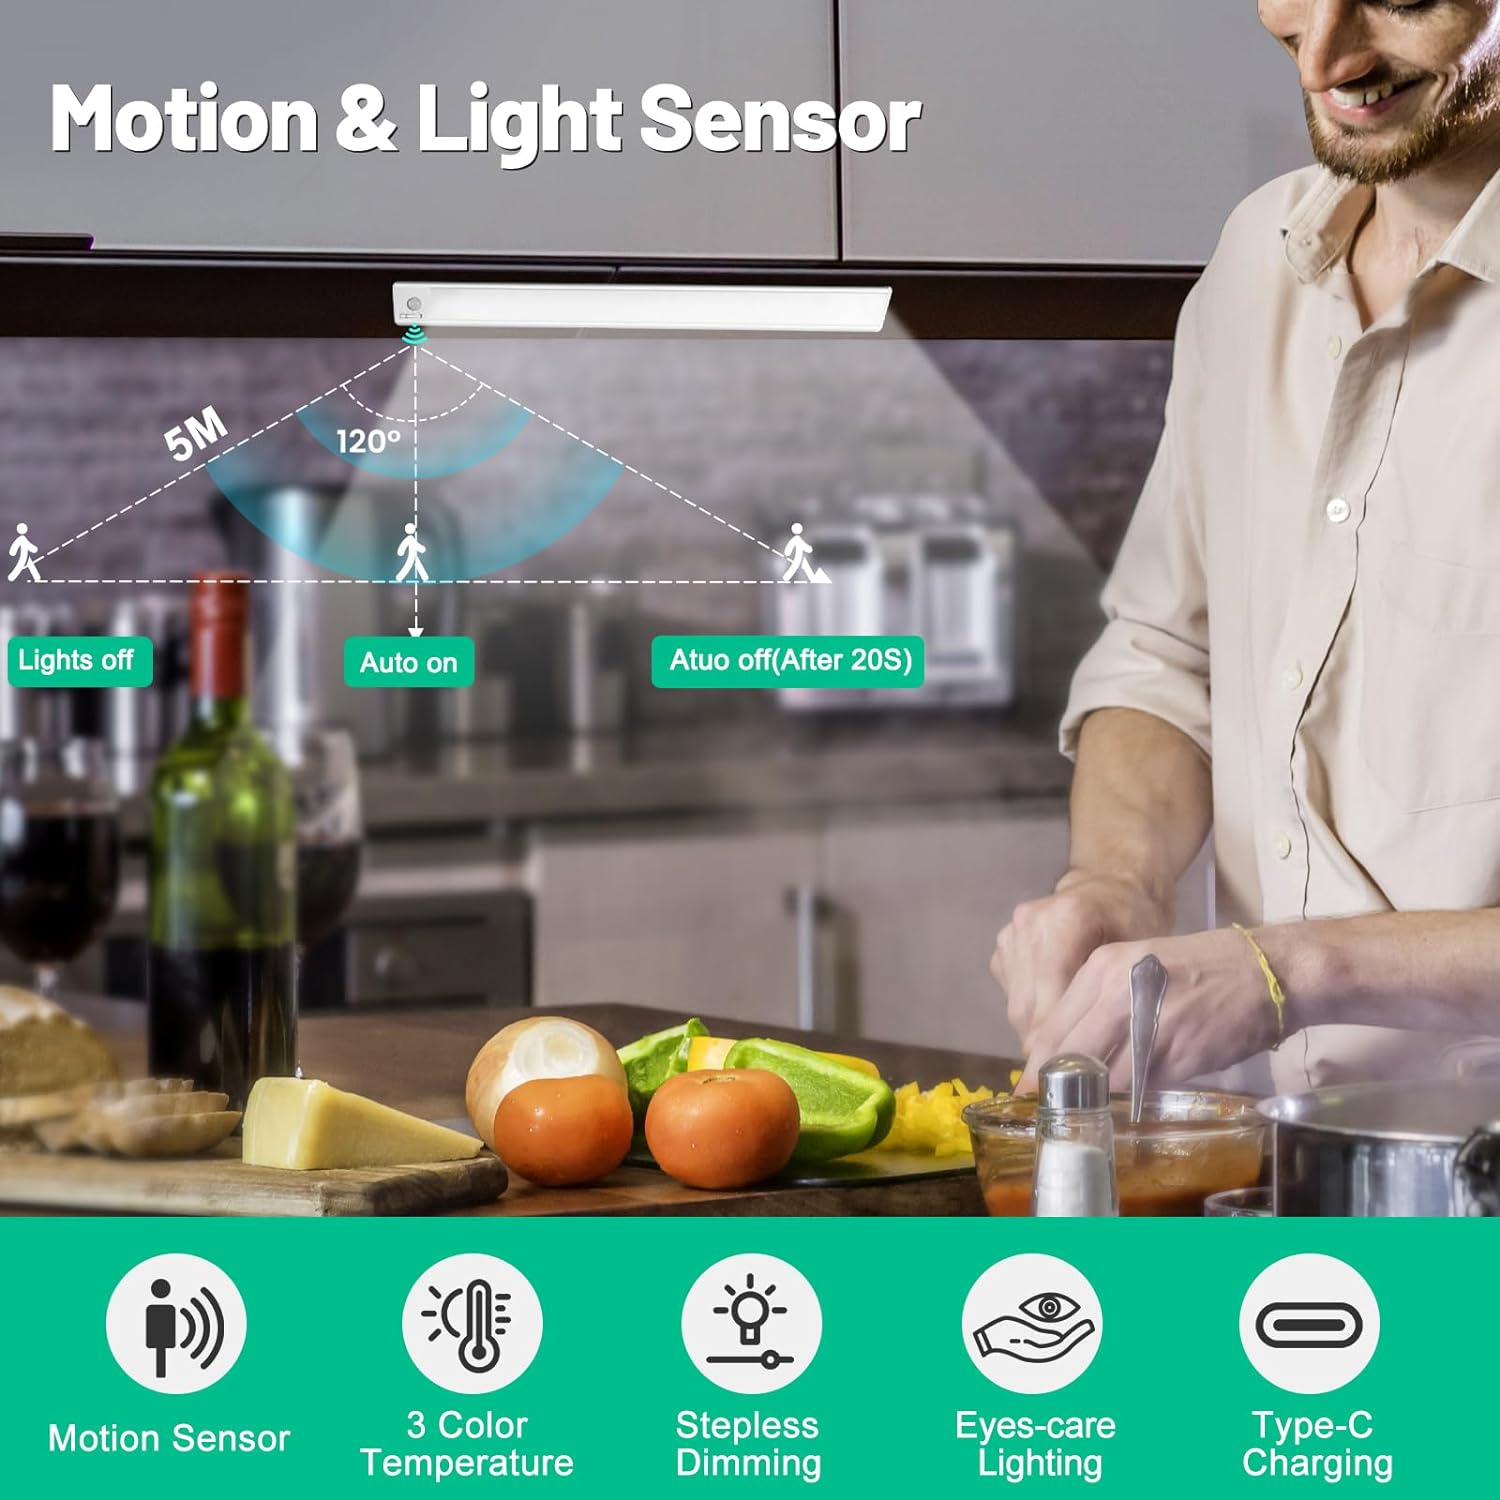 Motion & Light Sensor
5M
120°
Lights off
Auto on
Atuo off(After 20S)
Motion Sensor
3 Color
Temperature
Stepless
Dimming
Eyes-care
Lighting
Type-C
Charging